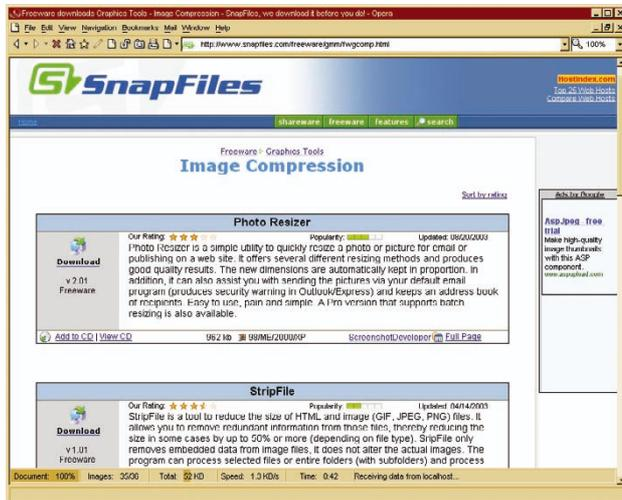 Freeware downloads Graphics Tools - Image Compression - SnapFiles, we download it before you do! - Opera
File Edit View Navigation Bookmarks Mail Window Help
http://www.snapfiles.com/freeware/gmm/fwgcomp.html 100%
SnapFiles
Hostindex.com
Top 25 Web Hosts
Compare Web Hosts
Home
shareware freeware features search
Freeware Graphics Tools
Image Compression
Sort by rating
Ads by Google
AspJpeg - free
trial
Make high-quality
image thumbnails
with this ASP
component.
www.aspupload.com
Photo Resizer
Our Rating: Popularity: Updated: 08/20/2003
Download
v 2.01
Freeware
Photo Resizer is a simple utility to quickly resize a photo or picture for email or
publishing on a web site. It offers several different resizing methods and produces
good quality results. The new dimensions are automatically kept in proportion. In
addition, it can also assist you with sending the pictures via your default email
program (produces security warning in Outlook/Express) and keeps an address book
of recipients. Easy to use, pain and simple. A Pro version that supports batch
resizing is also available.
Add to CD | View CD 962 kb 98/ME/2000/XP Screenshot Developer Full Page
StripFile
Our Rating: Popularity: Updated: 04/14/2003
Download
v 1.01
Freeware
StripFile is a tool to reduce the size of HTML and image (GIF, JPEG, PNG) files. It
allows you to remove redundant information from those files, thereby reducing the
size in some cases by up to 50% or more (depending on file type). SripFile only
removes embedded data from image files, it does not alter the actual images. The
program can process selected files or entire folders (with subfolders) and process
Document: 100% Images: 35/36 Total: 52 KB Speed: 1.3 KB/s Time: 0:42 Receiving data from localhost...